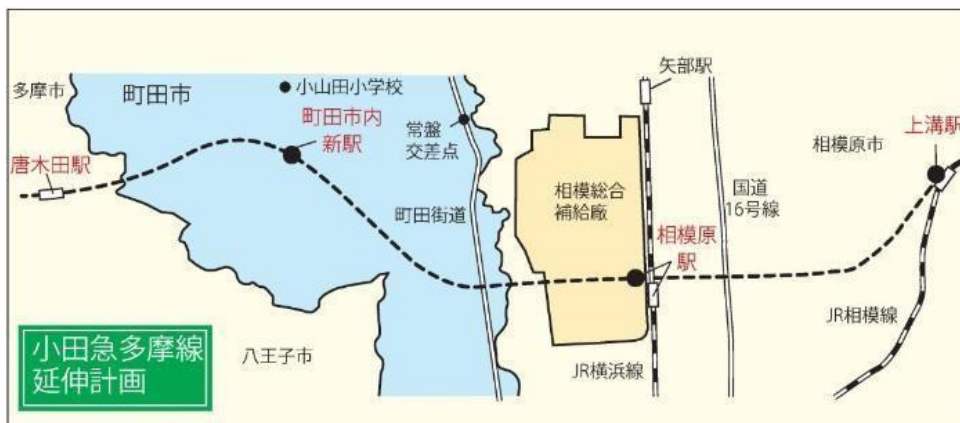 多摩市
町田市
小山田小学校
町田市内
新駅
唐木田駅
常盤
交差点
町田街道
矢部駅
相模総合
補給廠
相模原
駅
国道
16号線
相模原市
上溝駅
JR相模線
JR横浜線
八王子市
小田急多摩線
延伸計画